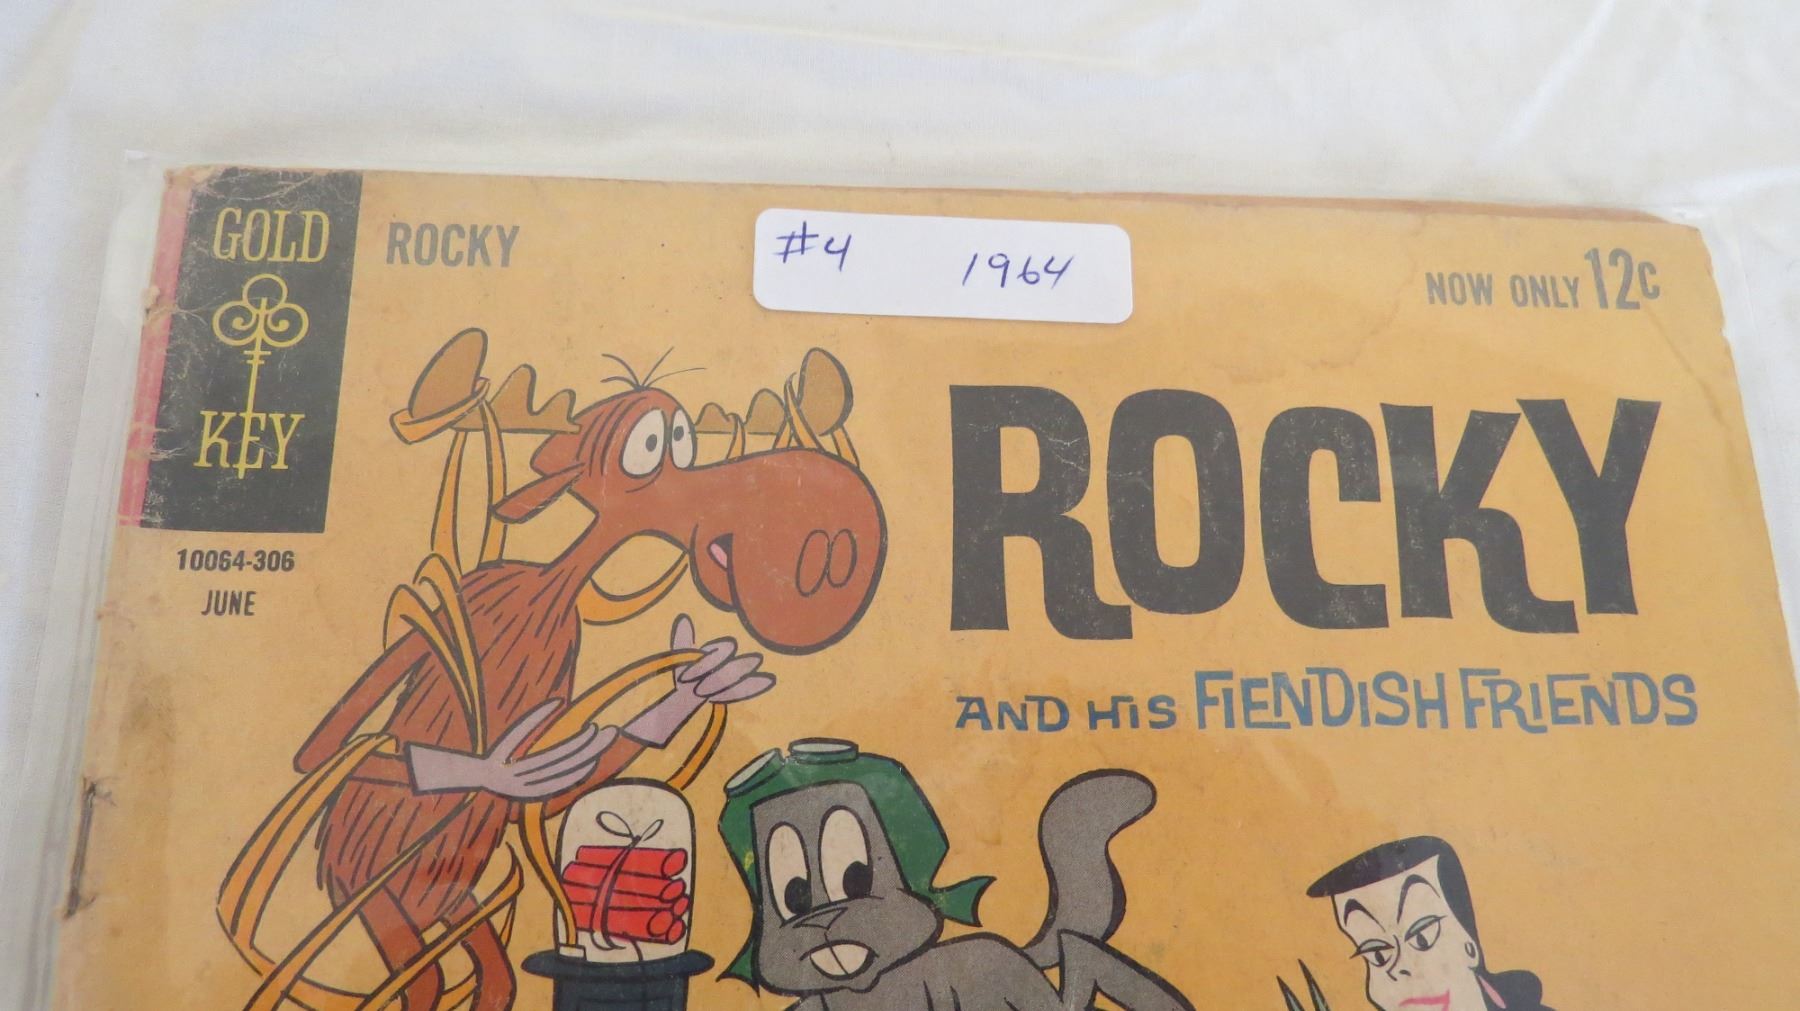 GOLD
KEY
10064-306
JUNE
ROCKY
#4 1964
NOW ONLY 12c
ROCKY
AND HIS FIENDISH FRIENDS